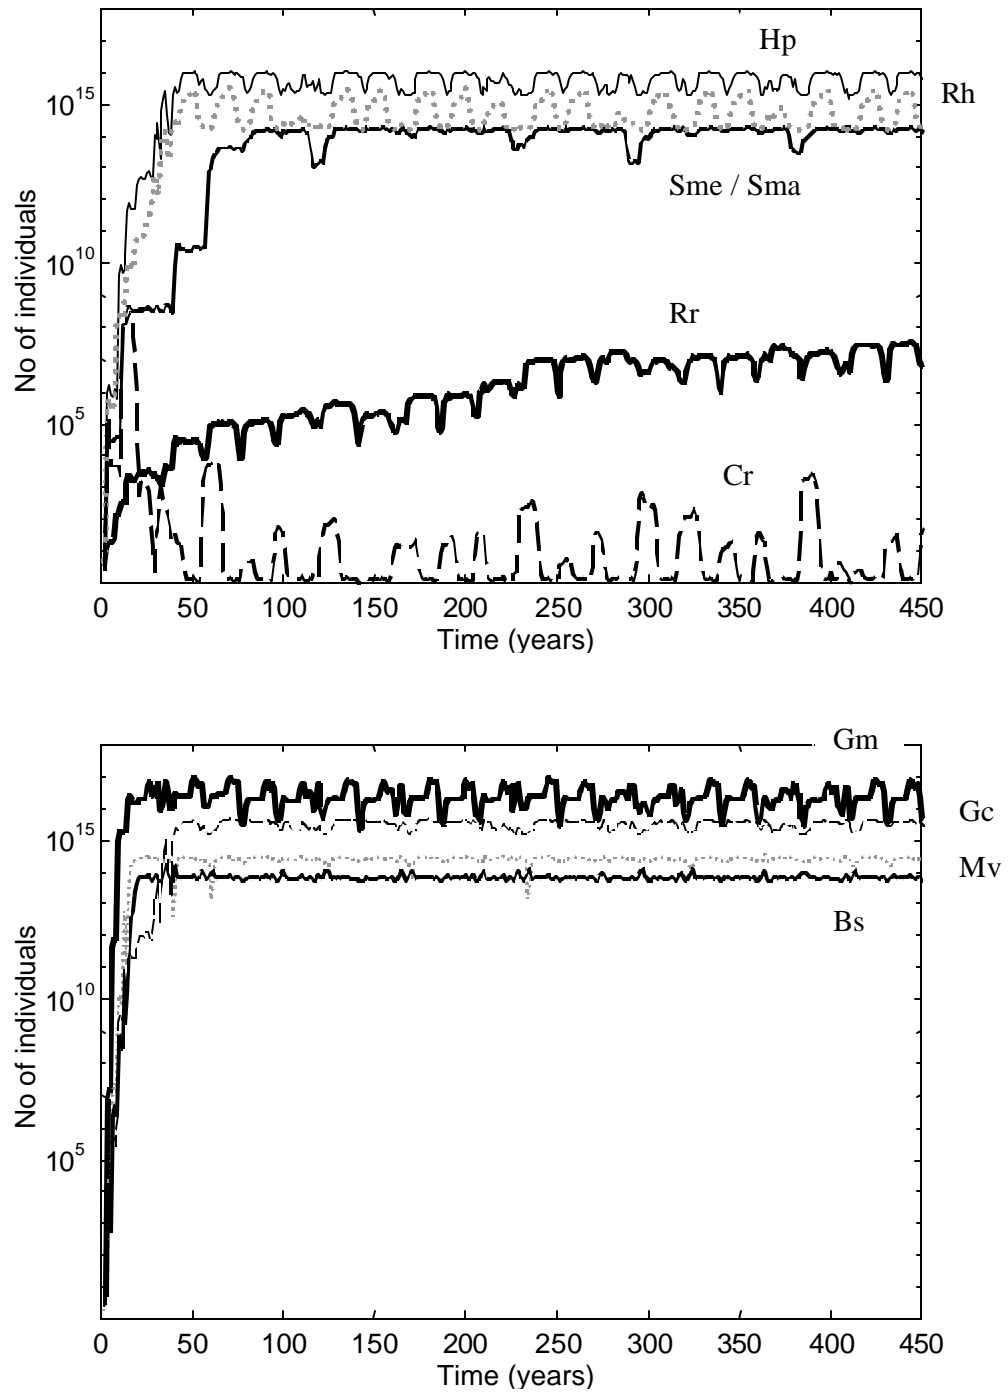 Hp
10^15
Rh
Sme / Sma
10^10
Rr
10^5
Cr
No of individuals
0 50 100 150 200 250 300 350 400 450
Time (years)
Gm
10^15
Gc
Mv
Bs
10^10
10^5
No of individuals
0 50 100 150 200 250 300 350 400 450
Time (years)